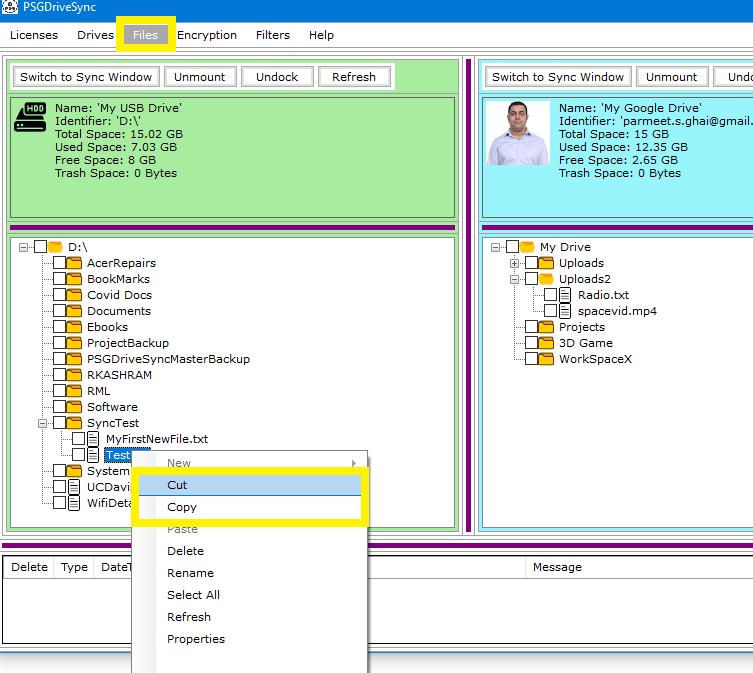 PSGDriveSync
Licenses Drives Files Encryption Filters Help
Switch to Sync Window Unmount Undock Refresh
HDD
Name: 'My USB Drive'
Identifier: 'D:\'
Total Space: 15.02 GB
Used Space: 7.03 GB
Free Space: 8 GB
Trash Space: 0 Bytes
D:\
AcerRepairs
BookMarks
Covid Docs
Documents
Ebooks
ProjectBackup
PSGDriveSyncMasterBackup
RKASHRAM
RML
Software
SyncTest
MyFirstNewFile.txt
Test
System
UCDavi
WifiDeta
Switch to Sync Window Unmount Undo
Name: 'My Google Drive'
Identifier: 'parmeet.s.ghai@gmail.
Total Space: 15 GB
Used Space: 12.35 GB
Free Space: 2.65 GB
Trash Space: 0 Bytes
My Drive
Uploads
Uploads2
Radio.txt
spacevid.mp4
Projects
3D Game
WorkSpaceX
New
Cut
Copy
Paste
Delete
Rename
Select All
Refresh
Properties
Delete Type DateT Message